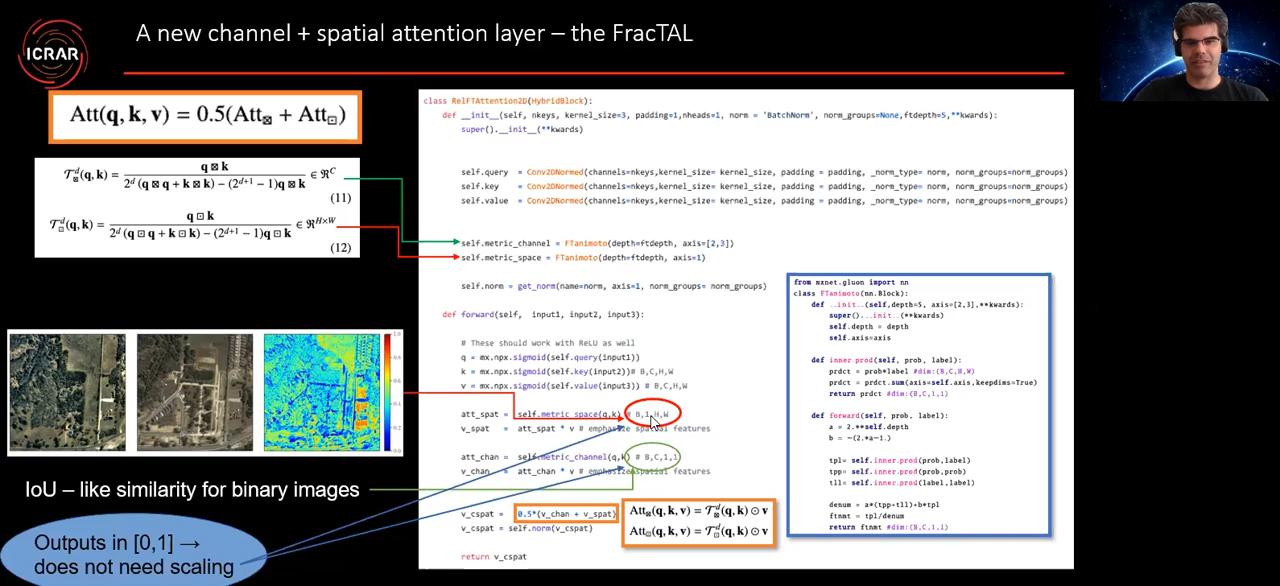 ICRAR
A new channel + spatial attention layer – the FracTAL
Att(q, k, v) = 0.5(Att⊠ + Att⊡)
𝒯⊠^d(q, k) = q ⊠ k / (2^d (q ⊠ q + k ⊠ k) − (2^{d+1} − 1)q ⊠ k) ∈ ℜ^C
(11)
𝒯⊡^d(q, k) = q ⊡ k / (2^d (q ⊡ q + k ⊡ k) − (2^{d+1} − 1)q ⊡ k) ∈ ℜ^{H×W}
(12)
IoU – like similarity for binary images
Outputs in [0,1] →
does not need scaling
class RelFTAttention2D(HybridBlock):
def __init__(self, nkeys, kernel_size=3, padding=1,nheads=1, norm = 'BatchNorm', norm_groups=None,ftdepth=5,**kwards):
super().__init__(**kwards)
self.query = Conv2DNormed(channels=nkeys,kernel_size= kernel_size, padding = padding, _norm_type= norm, norm_groups=norm_groups)
self.key = Conv2DNormed(channels=nkeys,kernel_size= kernel_size, padding = padding, _norm_type= norm, norm_groups=norm_groups)
self.value = Conv2DNormed(channels=nkeys,kernel_size= kernel_size, padding = padding, _norm_type= norm, norm_groups=norm_groups)
self.metric_channel = FTanimoto(depth=ftdepth, axis=[2,3])
self.metric_space = FTanimoto(depth=ftdepth, axis=1)
self.norm = get_norm(name=norm, axis=1, norm_groups= norm_groups)
def forward(self, input1, input2, input3):
# These should work with ReLU as well
q = mx.npx.sigmoid(self.query(input1))
k = mx.npx.sigmoid(self.key(input2))# B,C,H,W
v = mx.npx.sigmoid(self.value(input3)) # B,C,H,W
att_spat = self.metric_space(q,k) # B,1,H,W
v_spat = att_spat * v # emphasize spatial features
att_chan = self.metric_channel(q,k) # B,C,1,1
v_chan = att_chan * v # emphasize spatial features
v_cspat = 0.5*(v_chan + v_spat)
v_cspat = self.norm(v_cspat)
return v_cspat
Att⊠(q, k, v) = 𝒯⊠^d(q, k) ⊙ v
Att⊡(q, k, v) = 𝒯⊡^d(q, k) ⊙ v
from mxnet.gluon import nn
class FTanimoto(nn.Block):
def __init__(self,depth=5, axis=[2,3],**kwards):
super().__init__(**kwards)
self.depth = depth
self.axis=axis
def inner_prod(self, prob, label):
prdct = prob*label #dim:(B,C,H,W)
prdct = prdct.sum(axis=self.axis,keepdims=True)
return prdct #dim:(B,C,1,1)
def forward(self, prob, label):
a = 2.**self.depth
b = -(2.*a-1.)
tpl= self.inner_prod(prob,label)
tpp= self.inner_prod(prob,prob)
tll= self.inner_prod(label,label)
denum = a*(tpp+tll)+b*tpl
ftnmt = tpl/denum
return ftnmt #dim:(B,C,1,1)